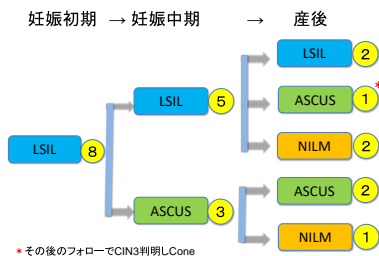 妊娠初期 → 妊娠中期 → 産後
LSIL 2
LSIL 5
ASCUS 1 *
LSIL 8
NILM 2
ASCUS 3
ASCUS 2
NILM 1
* その後のフォローでCIN3判明しCone